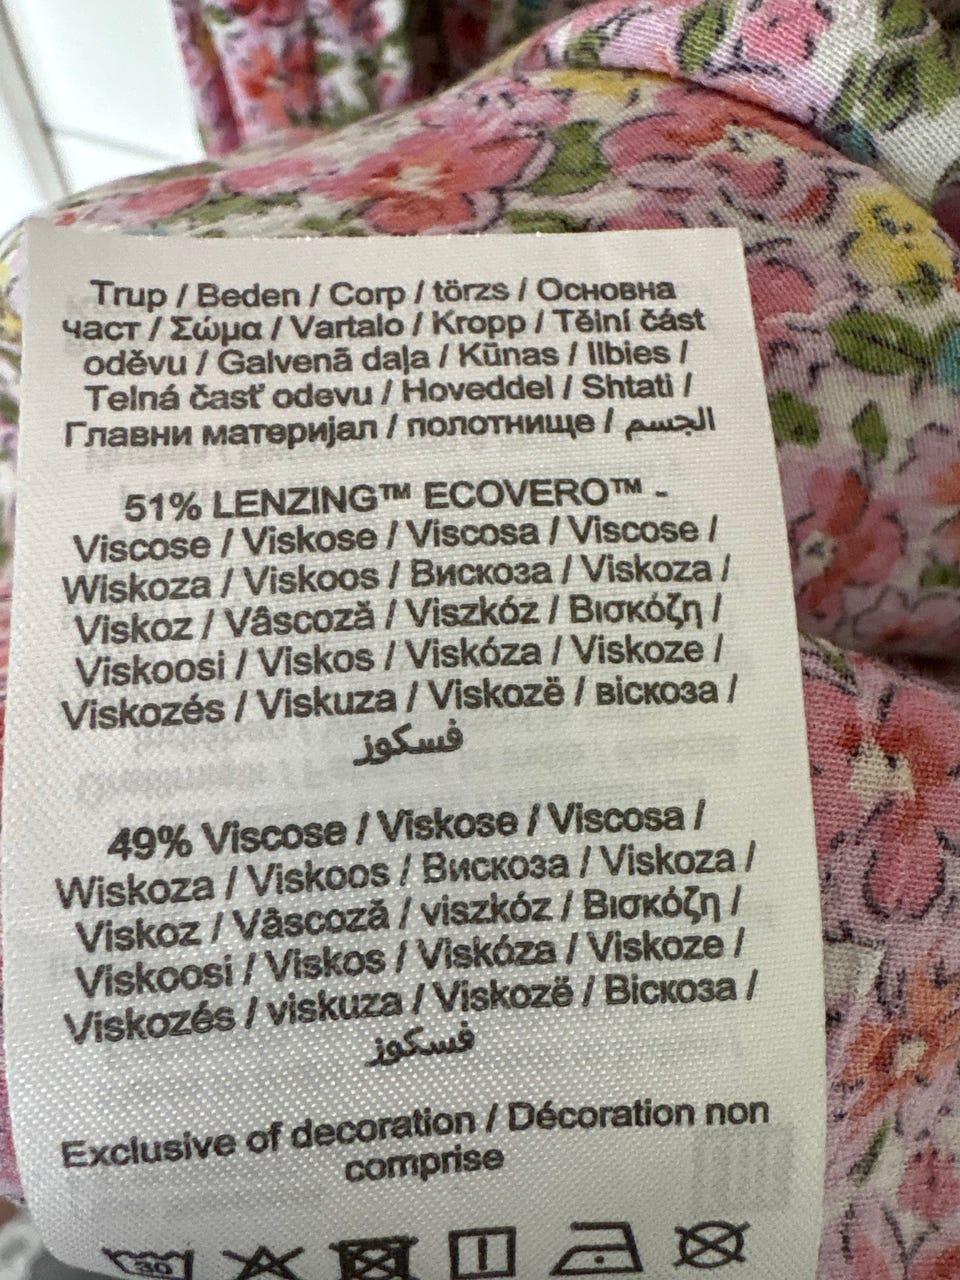 Trup / Beden / Corp / törzs / Основна
част / Σώμα / Vartalo / Kropp / Tělní část
oděvu / Galvenā daļa / Kūnas / Ilbies /
Telná časť odevu / Hoveddel / Shtati /
Главни материјал / полотнище / الجسم
51% LENZING™ ECOVERO™ -
Viscose / Viskose / Viscosa / Viscose /
Wiskoza / Viskoos / Вискоза / Viskoza /
Viskoz / Vâscoză / Viszkóz / Βισκόζη /
Viskoosi / Viskos / Viskóza / Viskoze /
Viskozés / Viskuza / Viskozë / віскоза /
فسكوز
49% Viscose / Viskose / Viscosa /
Wiskoza / Viskoos / Вискоза / Viskoza /
Viskoz / Vâscoză / viszkóz / Βισκόζη /
Viskoosi / Viskos / Viskóza / Viskoze /
Viskozés / viskuza / Viskozë / Віскоза /
فسكوز
Exclusive of decoration / Décoration non
comprise
30